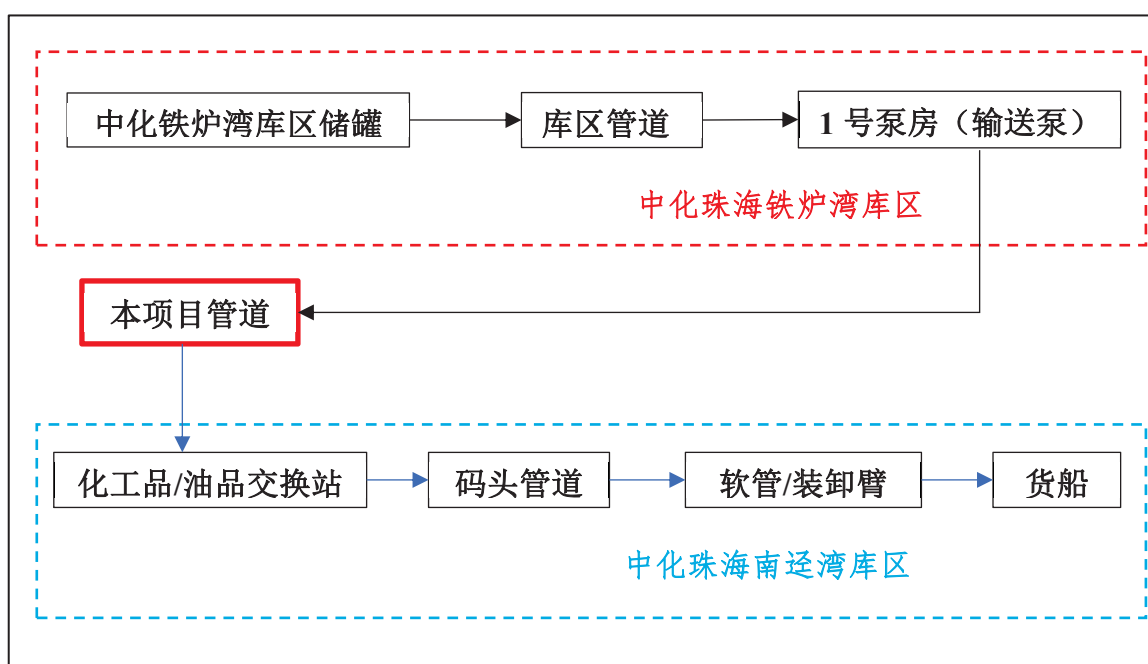 中化铁炉湾库区储罐
库区管道
1 号泵房（输送泵）
中化珠海铁炉湾库区
本项目管道
化工品/油品交换站
码头管道
软管/装卸臂
货船
中化珠海南迳湾库区